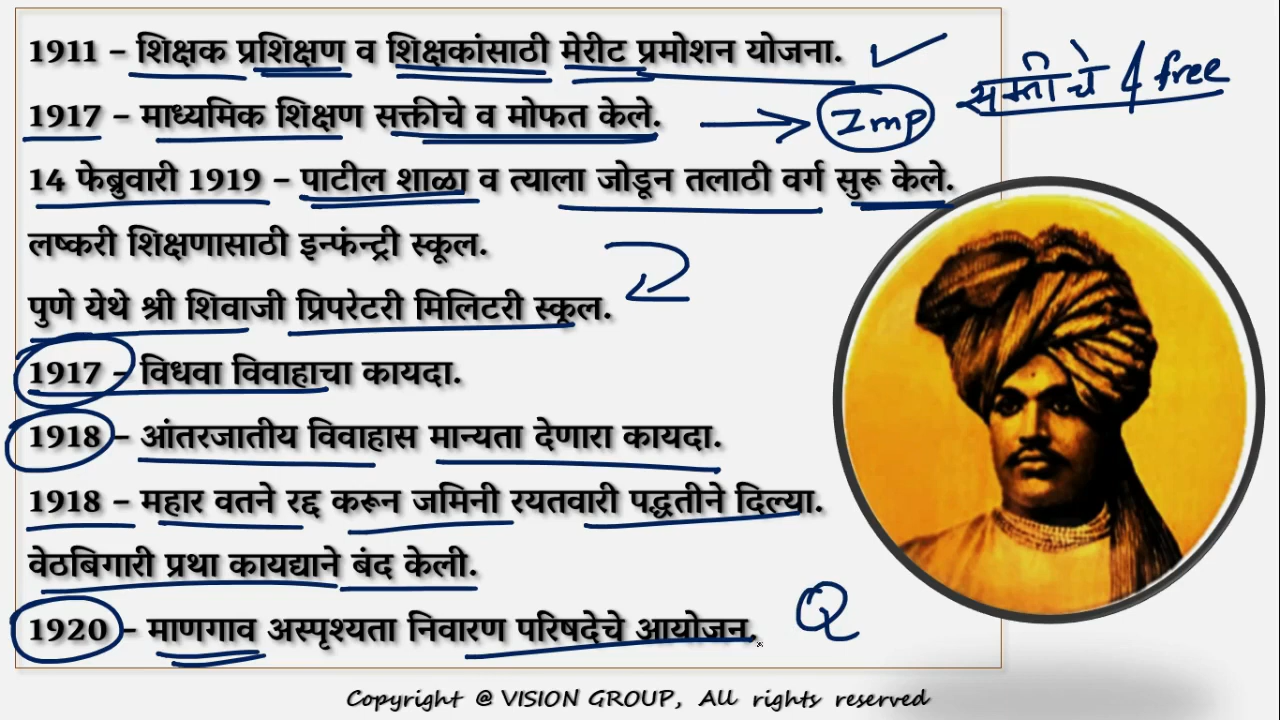 1911 – शिक्षक प्रशिक्षण व शिक्षकांसाठी मेरीट प्रमोशन योजना.
सक्तीचे & free
1917 – माध्यमिक शिक्षण सक्तीचे व मोफत केले.
Imp
14 फेब्रुवारी 1919 – पाटील शाळा व त्याला जोडून तलाठी वर्ग सुरू केले.
लष्करी शिक्षणासाठी इन्फंन्ट्री स्कूल.
पुणे येथे श्री शिवाजी प्रिपरेटरी मिलिटरी स्कूल.
1917 – विधवा विवाहाचा कायदा.
1918 – आंतरजातीय विवाहास मान्यता देणारा कायदा.
1918 – महार वतने रद्द करून जमिनी रयतवारी पद्धतीने दिल्या.
वेठबिगारी प्रथा कायद्याने बंद केली.
1920 – माणगाव अस्पृश्यता निवारण परिषदेचे आयोजन.
Q
Copyright @ VISION GROUP, All rights reserved